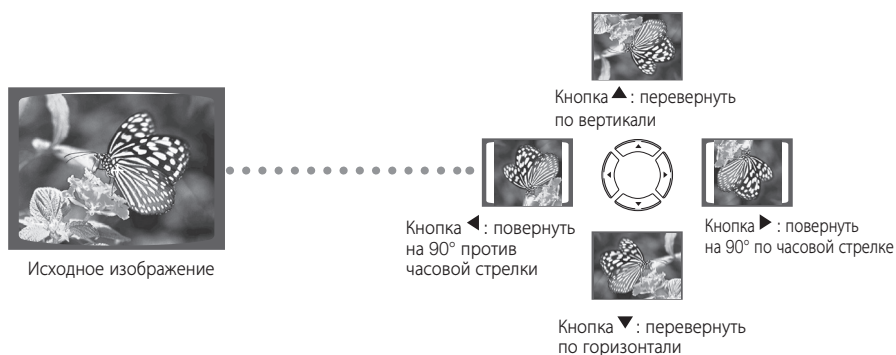 Кнопка ▲ : перевернуть
по вертикали
Исходное изображение
Кнопка ◀ : повернуть
на 90° против
часовой стрелки
Кнопка ▶ : повернуть
на 90° по часовой стрелке
Кнопка ▼ : перевернуть
по горизонтали